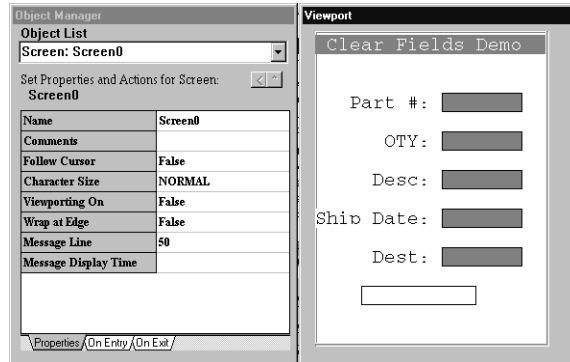 Object Manager
Object List
Screen: Screen0
Set Properties and Actions for Screen:
Screen0
Name Screen0
Comments
Follow Cursor False
Character Size NORMAL
Viewporting On False
Wrap at Edge False
Message Line 50
Message Display Time
Properties On Entry On Exit
Viewport
Clear Fields Demo
Part #:
QTY:
Desc:
Ship Date:
Dest: